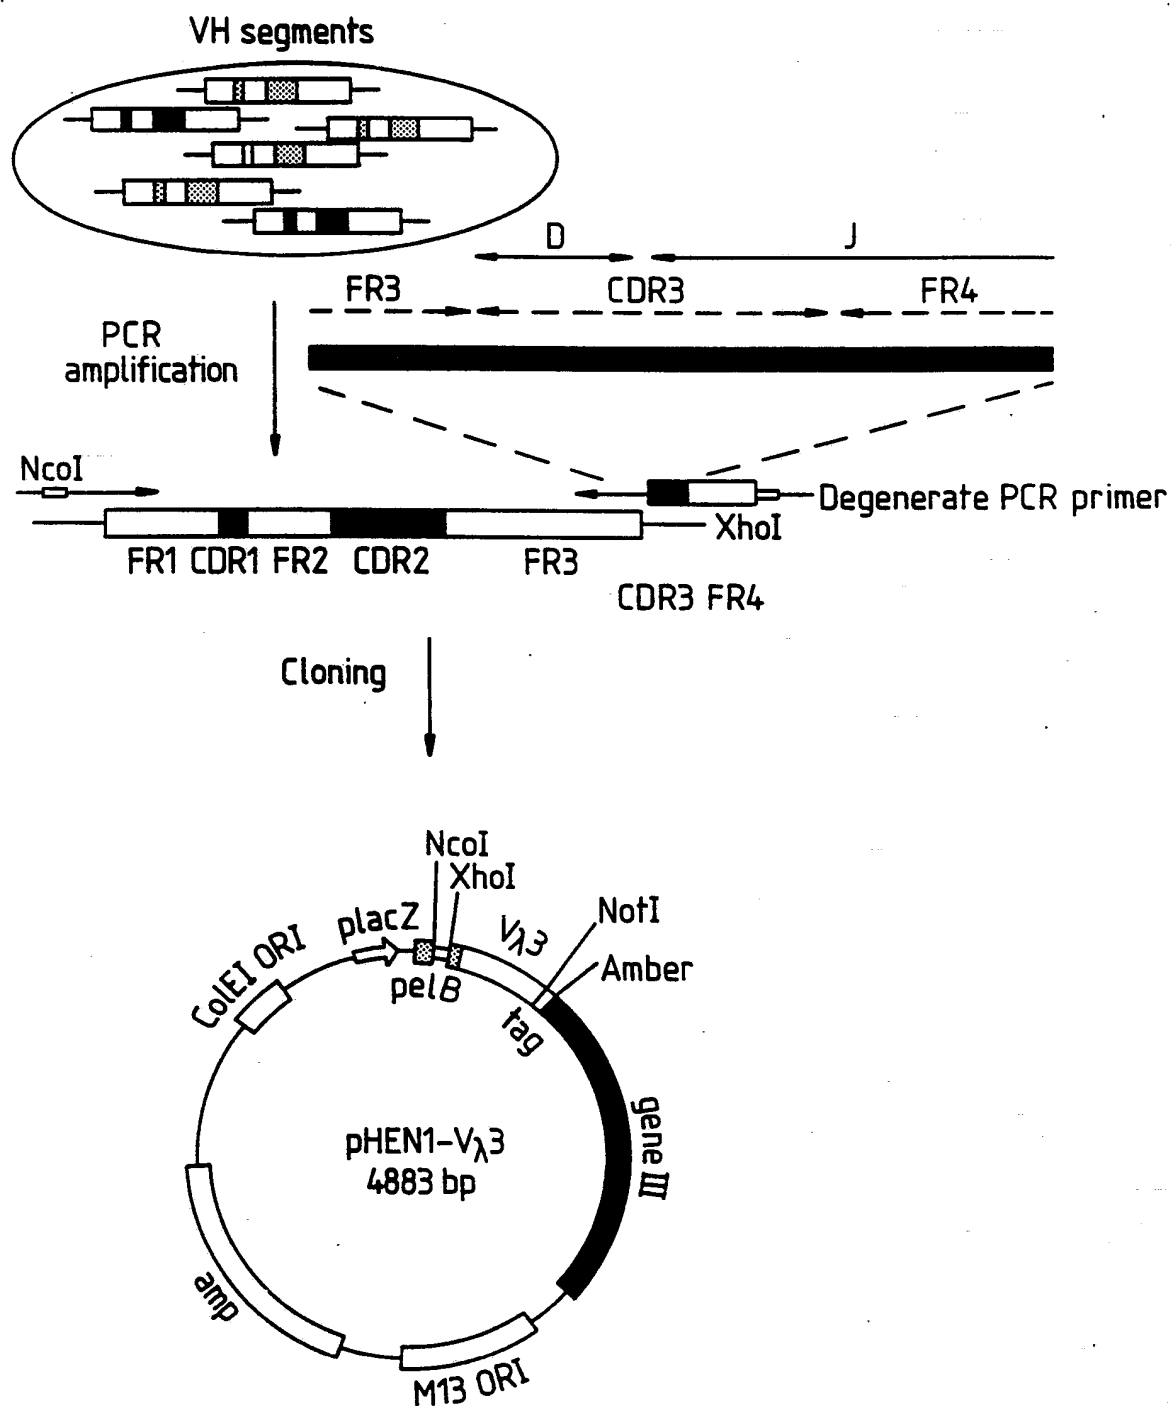 VH segments
D
J
FR3
CDR3
FR4
PCR
amplification
NcoI
Degenerate PCR primer
XhoI
FR1 CDR1 FR2 CDR2 FR3
CDR3 FR4
Cloning
NcoI
XhoI
placZ
Vλ3
NotI
ColEI ORI
pelB
Amber
tag
gene III
pHEN1-Vλ3
4883 bp
amp
M13 ORI